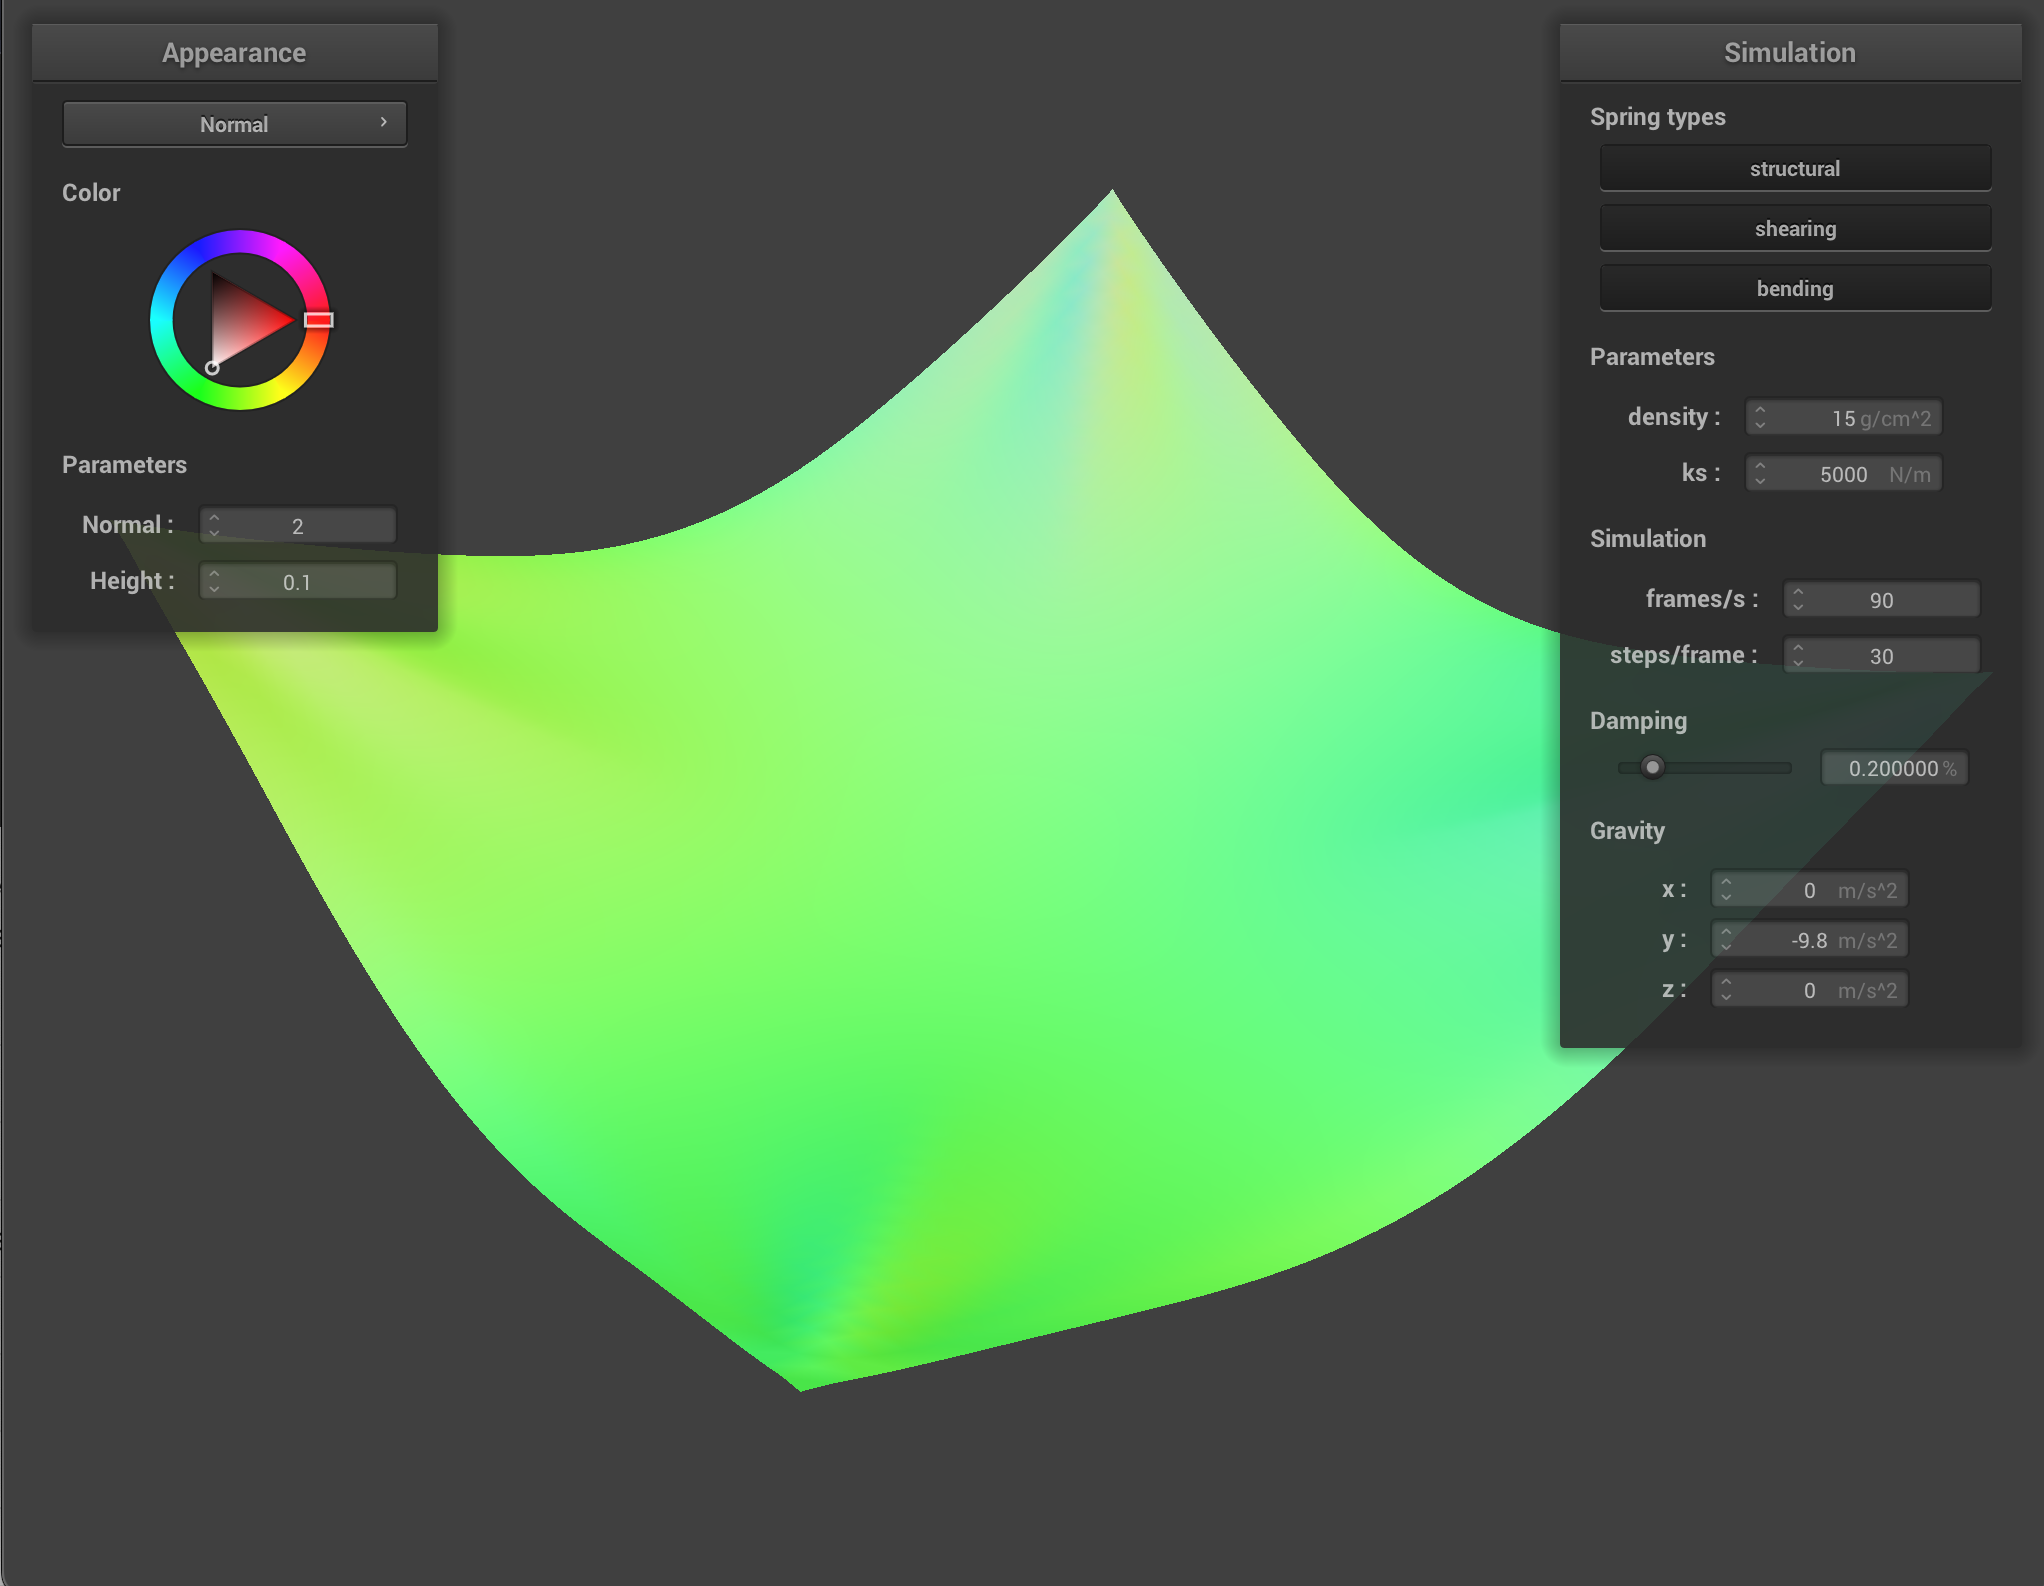 Appearance
Normal
Color
Parameters
Normal : 2
Height : 0.1
Simulation
Spring types
structural
shearing
bending
Parameters
density : 15 g/cm^2
ks : 5000 N/m
Simulation
frames/s : 90
steps/frame : 30
Damping
0.200000 %
Gravity
x : 0 m/s^2
y : -9.8 m/s^2
z : 0 m/s^2